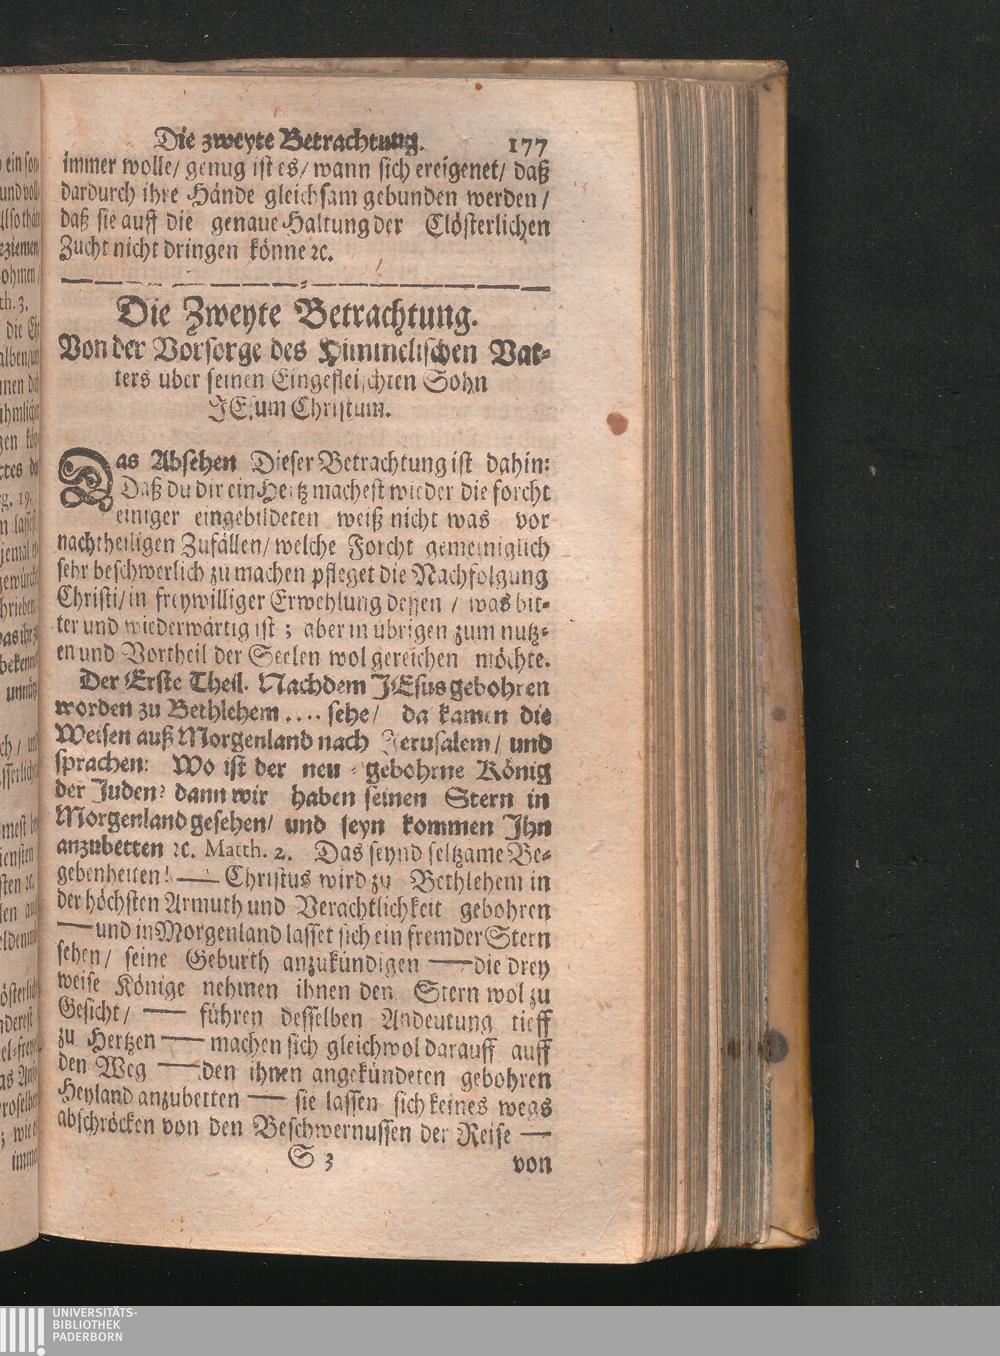 Die zweyte Betrachtung. 177
immer wolle/ genug ist es/ wann sich ereigenet/ daß
dardurch ihre Hände gleichsam gebunden werden/
daß sie auff die genaue Haltung der Clösterlichen
Zucht nicht dringen könne ꝛc.
Die Zweyte Betrachtung.
Von der Vorsorge des Himmelischen Vat-
ters uber seinen Eingefleischten Sohn
JEsum Christum.
Das Absehen Dieser Betrachtung ist dahin:
Daß du dir ein Hertz machest wieder die forcht
einiger eingebildeten weiß nicht was vor
nachtheiligen Zufällen/ welche Forcht gemeiniglich
sehr beschwerlich zu machen pfleget die Nachfolgung
Christi/ in freywilliger Erwehlung dessen / was bit-
ter und wiederwärtig ist; aber in übrigen zum nutz-
en und Vortheil der Seelen wol gereichen möchte.
Der Erste Theil. Nachdem JEsus gebohren
worden zu Bethlehem .... sehe/ da kamen die
Weisen auß Morgenland nach Jerusalem/ und
sprachen: Wo ist der neu-gebohrne König
der Juden? dann wir haben seinen Stern in
Morgenland gesehen/ und seyn kommen Ihn
anzubetten ꝛc. Matth. 2. Das seynd seltzame Be-
gebenheiten! — Christus wird zu Bethlehem in
der höchsten Armuth und Verachtlichkeit gebohren
— und in Morgenland lasset sich ein fremder Stern
sehen/ seine Geburth anzukündigen — die drey
weise Könige nehmen ihnen den Stern wol zu
Gesicht/ — führen desselben Andeutung tieff
zu Hertzen — machen sich gleichwol darauff auff
den Weg — den ihnen angekündeten gebohren
Heyland anzubetten — sie lassen sich keines wegs
abschröcken von den Beschwernussen der Reise —
S 3 von
UNIVERSITÄTS-
BIBLIOTHEK
PADERBORN